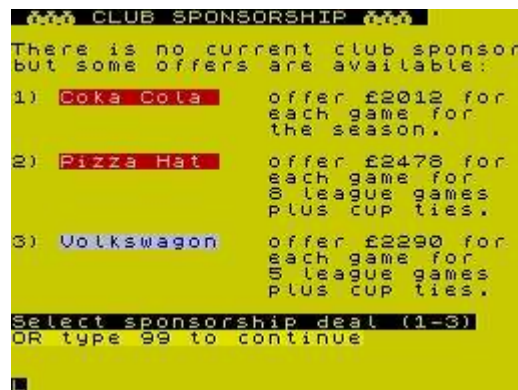 CLUB SPONSORSHIP
There is no current club sponsor
but some offers are available:
1) Coka Cola offer £2012 for
each game for
the season.
2) Pizza Hat offer £2478 for
each game for
8 league games
plus cup ties.
3) Volkswagon offer £2290 for
each game for
5 league games
plus cup ties.
Select sponsorship deal (1-3)
OR type 99 to continue
L